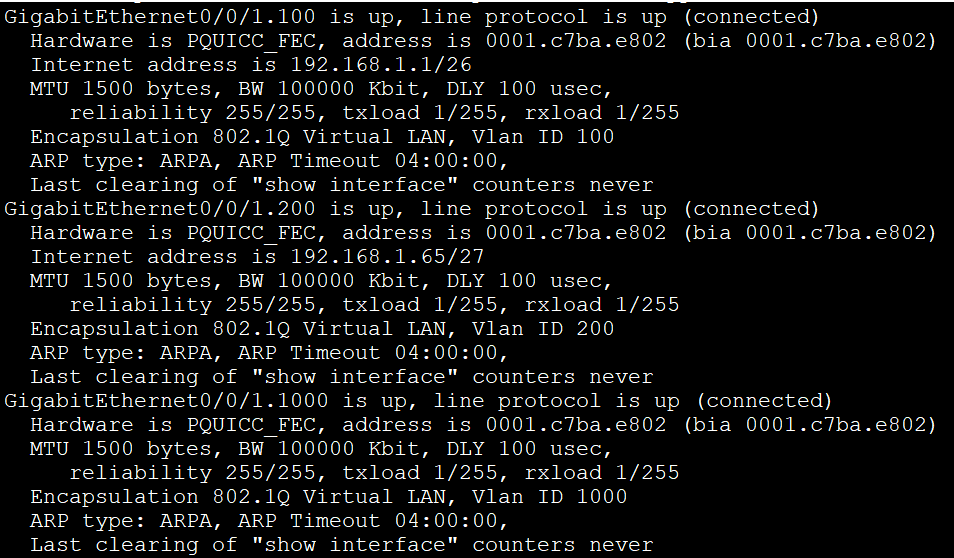 GigabitEthernet0/0/1.100 is up, line protocol is up (connected)
Hardware is PQUICC_FEC, address is 0001.c7ba.e802 (bia 0001.c7ba.e802)
Internet address is 192.168.1.1/26
MTU 1500 bytes, BW 100000 Kbit, DLY 100 usec,
reliability 255/255, txload 1/255, rxload 1/255
Encapsulation 802.1Q Virtual LAN, Vlan ID 100
ARP type: ARPA, ARP Timeout 04:00:00,
Last clearing of "show interface" counters never
GigabitEthernet0/0/1.200 is up, line protocol is up (connected)
Hardware is PQUICC_FEC, address is 0001.c7ba.e802 (bia 0001.c7ba.e802)
Internet address is 192.168.1.65/27
MTU 1500 bytes, BW 100000 Kbit, DLY 100 usec,
reliability 255/255, txload 1/255, rxload 1/255
Encapsulation 802.1Q Virtual LAN, Vlan ID 200
ARP type: ARPA, ARP Timeout 04:00:00,
Last clearing of "show interface" counters never
GigabitEthernet0/0/1.1000 is up, line protocol is up (connected)
Hardware is PQUICC_FEC, address is 0001.c7ba.e802 (bia 0001.c7ba.e802)
MTU 1500 bytes, BW 100000 Kbit, DLY 100 usec,
reliability 255/255, txload 1/255, rxload 1/255
Encapsulation 802.1Q Virtual LAN, Vlan ID 1000
ARP type: ARPA, ARP Timeout 04:00:00,
Last clearing of "show interface" counters never